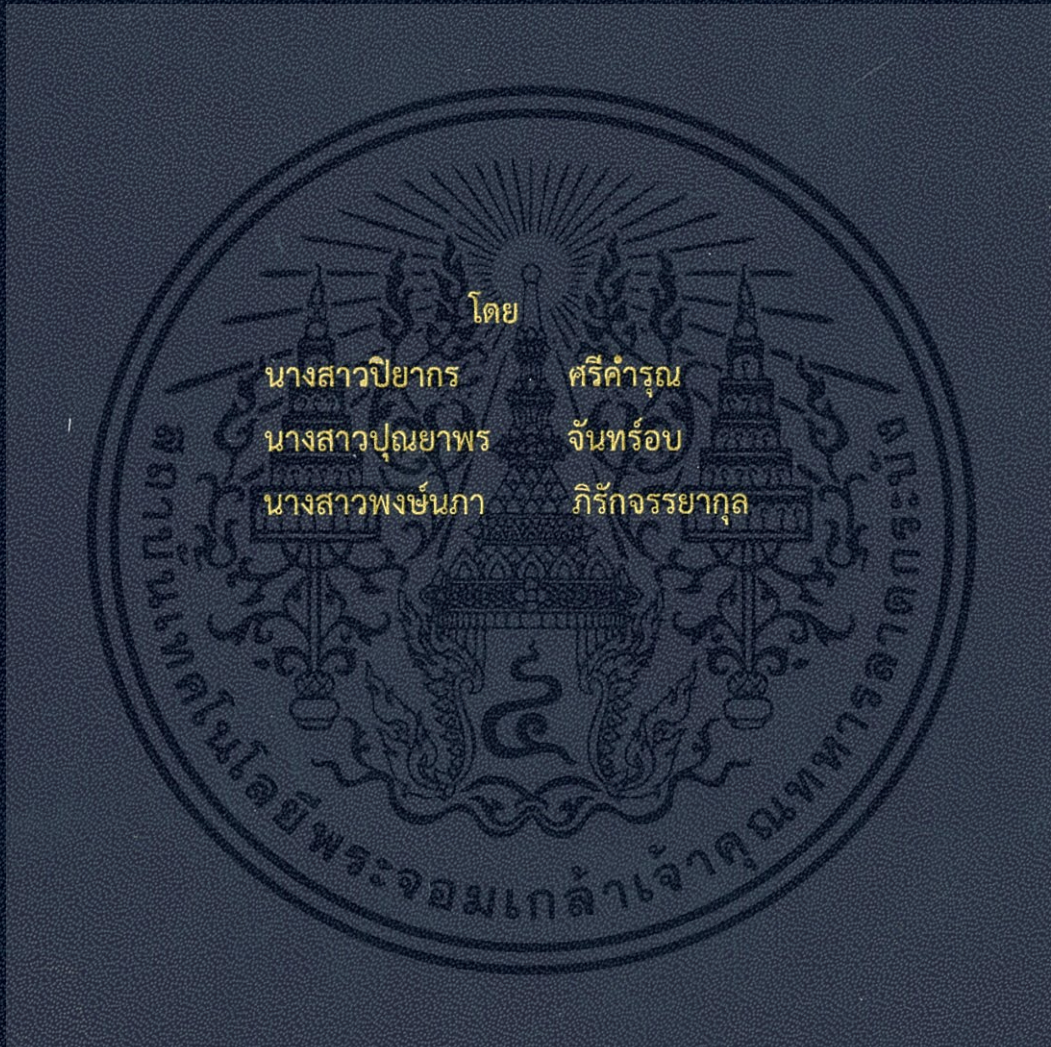 โดย
นางสาวปิยากร ศรีคำรุณ
นางสาวปุณยาพร จันทร์อบ
นางสาวพงษ์นภา ภิรักจรรยากุล
สถาบันเทคโนโลยีพระจอมเกล้าเจ้าคุณทหารลาดกระบัง